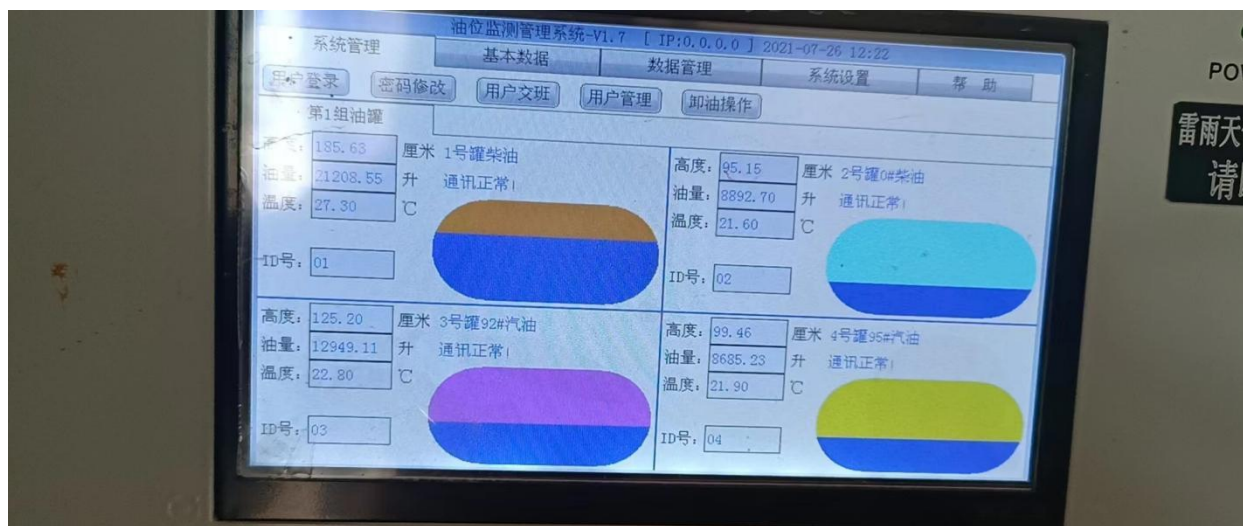 油位监测管理系统-V1.7 [ IP:0.0.0.0 ] 2021-07-26 12:22
系统管理 基本数据 数据管理 系统设置 帮 助
用户登录 密码修改 用户交班 用户管理 卸油操作
第1组油罐
高度: 185.63 厘米 1号罐柴油
油量: 21208.55 升 通讯正常!
温度: 27.30 ℃
ID号: 01
高度: 95.15 厘米 2号罐0#柴油
油量: 8892.70 升 通讯正常!
温度: 21.60 ℃
ID号: 02
高度: 125.20 厘米 3号罐92#汽油
油量: 12949.11 升 通讯正常!
温度: 22.80 ℃
ID号: 03
高度: 99.46 厘米 4号罐95#汽油
油量: 8685.23 升 通讯正常!
温度: 21.90 ℃
ID号: 04
雷雨天